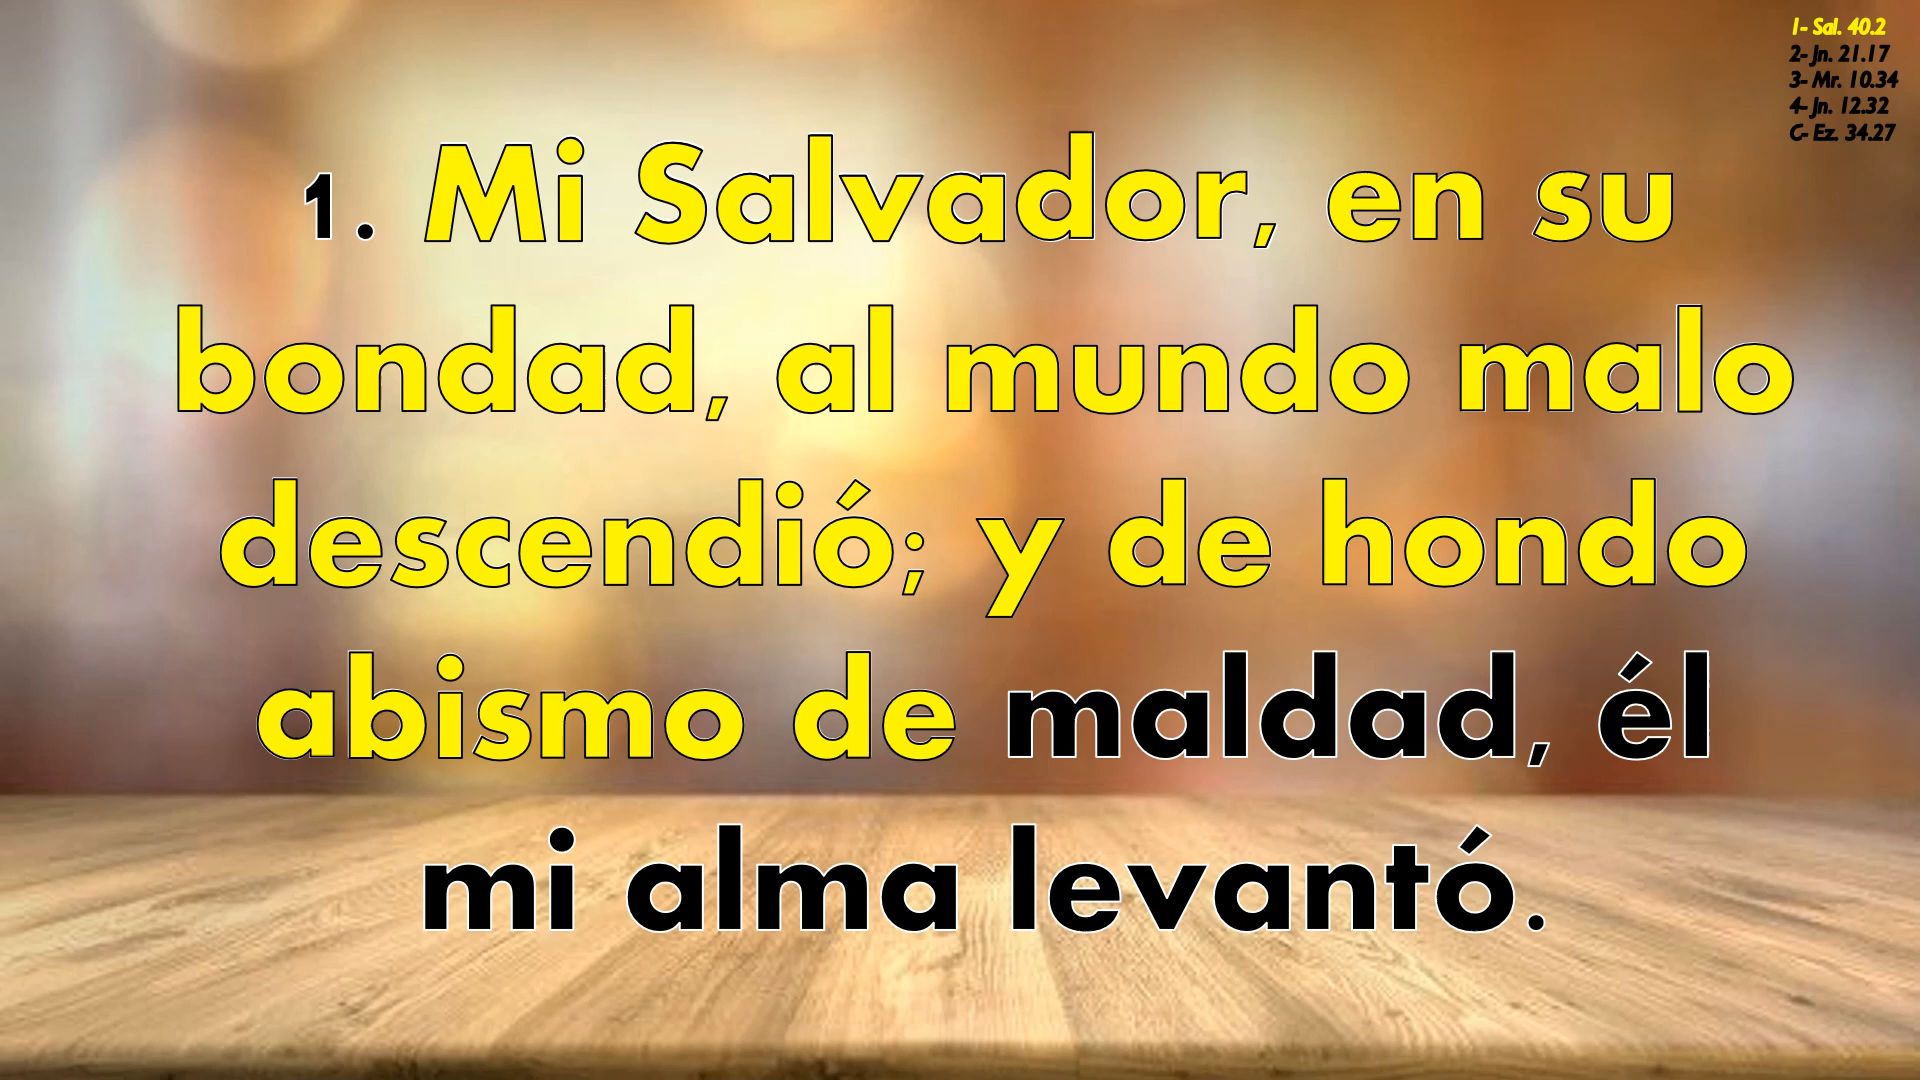 1- Sal. 40.2
2- Jn. 21.17
3- Mr. 10.34
4- Jn. 12.32
C- Ez. 34.27
1. Mi Salvador, en su
bondad, al mundo malo
descendió; y de hondo
abismo de maldad, él
mi alma levantó.